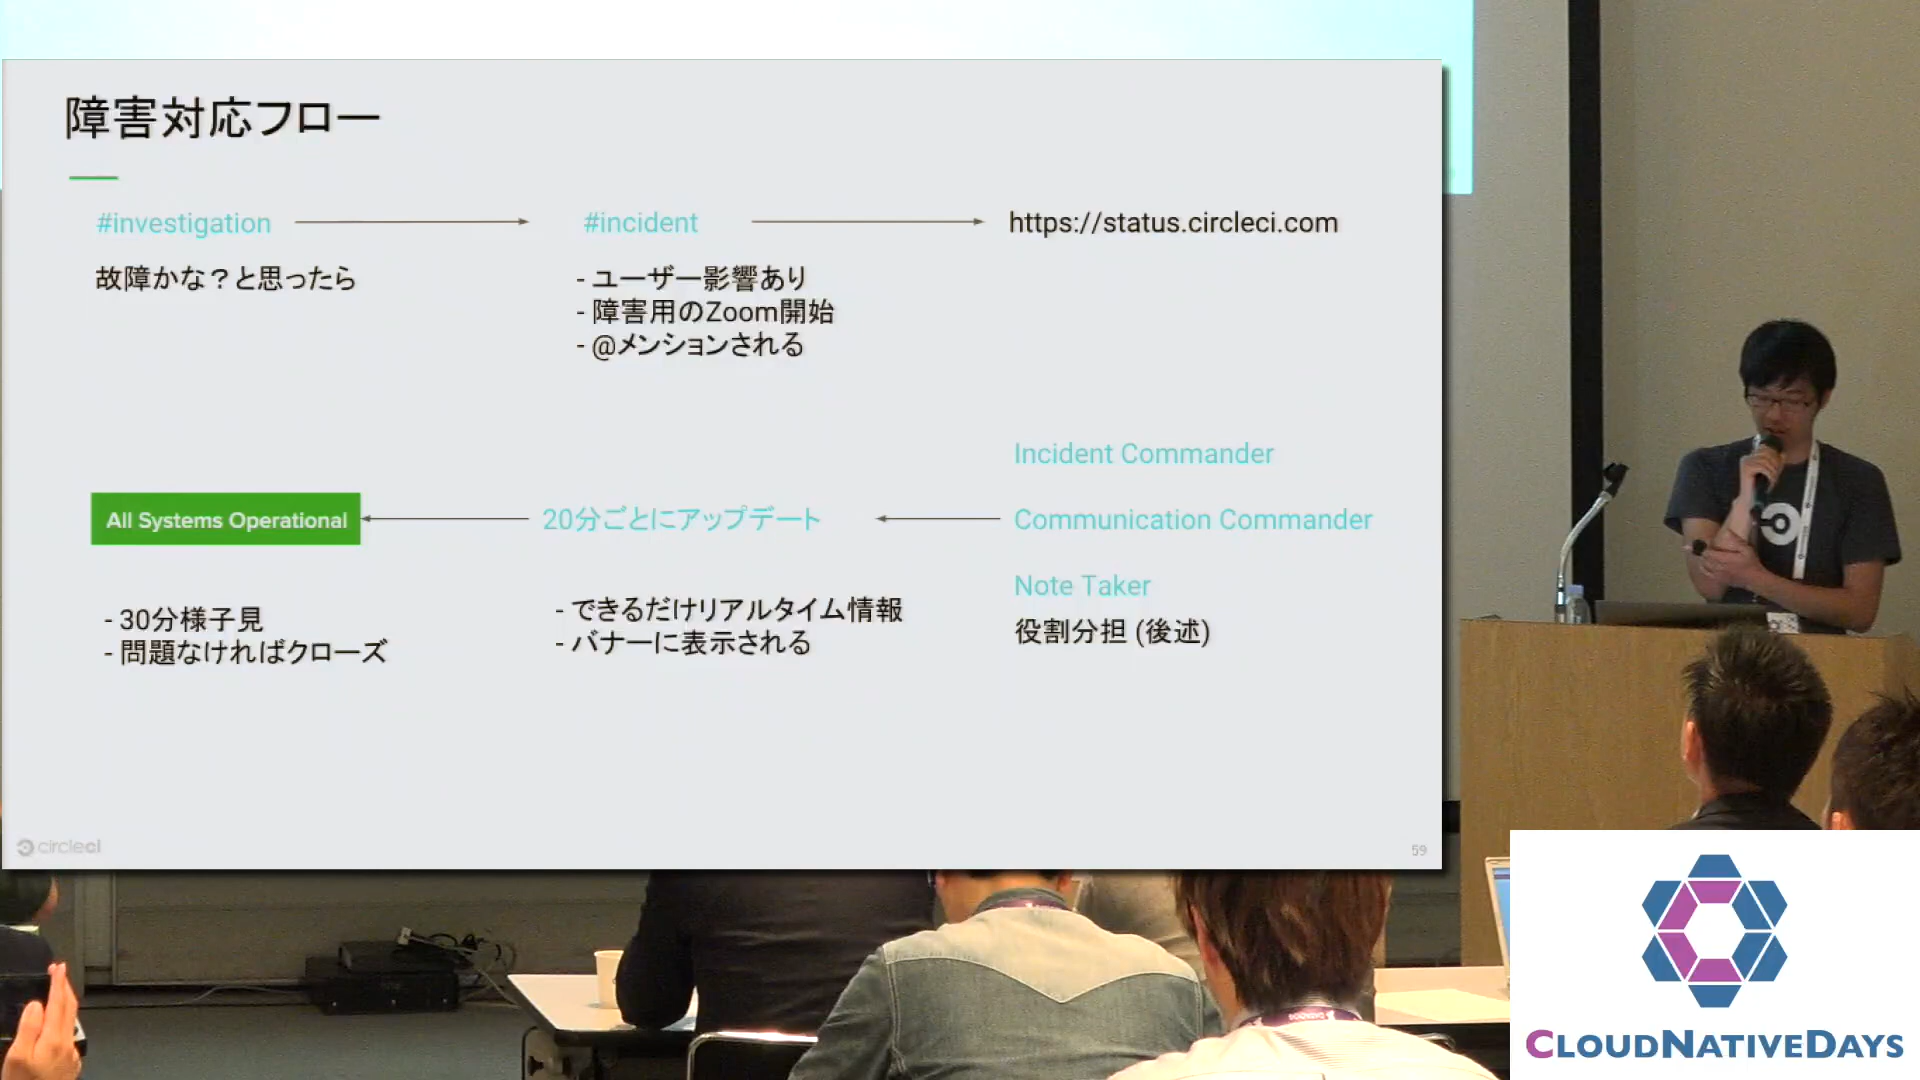 障害対応フロー
#investigation
#incident
https://status.circleci.com
故障かな？と思ったら
- ユーザー影響あり
- 障害用のZoom開始
- @メンションされる
Incident Commander
All Systems Operational
20分ごとにアップデート
Communication Commander
Note Taker
役割分担 (後述)
- 30分様子見
- 問題なければクローズ
- できるだけリアルタイム情報
- バナーに表示される
circleci
59
CLOUDNATIVEDAYS